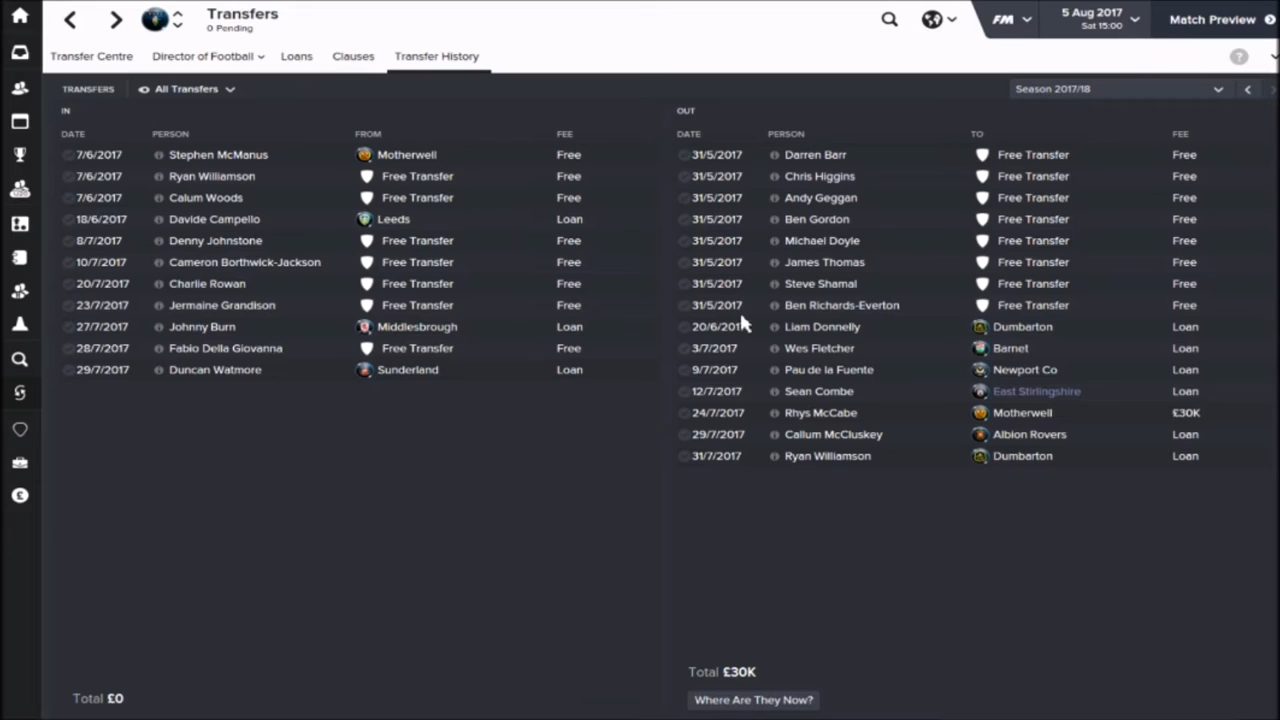 Transfers
0 Pending
FM
5 Aug 2017
Sat 15:00
Match Preview
Transfer Centre Director of Football Loans Clauses Transfer History
?
TRANSFERS All Transfers
Season 2017/18
IN
DATE PERSON FROM FEE
7/6/2017 Stephen McManus Motherwell Free
7/6/2017 Ryan Williamson Free Transfer Free
7/6/2017 Calum Woods Free Transfer Free
18/6/2017 Davide Campello Leeds Loan
8/7/2017 Denny Johnstone Free Transfer Free
10/7/2017 Cameron Borthwick-Jackson Free Transfer Free
20/7/2017 Charlie Rowan Free Transfer Free
23/7/2017 Jermaine Grandison Free Transfer Free
27/7/2017 Johnny Burn Middlesbrough Loan
28/7/2017 Fabio Della Giovanna Free Transfer Free
29/7/2017 Duncan Watmore Sunderland Loan
Total £0
OUT
DATE PERSON TO FEE
31/5/2017 Darren Barr Free Transfer Free
31/5/2017 Chris Higgins Free Transfer Free
31/5/2017 Andy Geggan Free Transfer Free
31/5/2017 Ben Gordon Free Transfer Free
31/5/2017 Michael Doyle Free Transfer Free
31/5/2017 James Thomas Free Transfer Free
31/5/2017 Steve Shamal Free Transfer Free
31/5/2017 Ben Richards-Everton Free Transfer Free
20/6/2017 Liam Donnelly Dumbarton Loan
3/7/2017 Wes Fletcher Barnet Loan
9/7/2017 Pau de la Fuente Newport Co Loan
12/7/2017 Sean Combe East Stirlingshire Loan
24/7/2017 Rhys McCabe Motherwell £30K
29/7/2017 Callum McCluskey Albion Rovers Loan
31/7/2017 Ryan Williamson Dumbarton Loan
Total £30K
Where Are They Now?